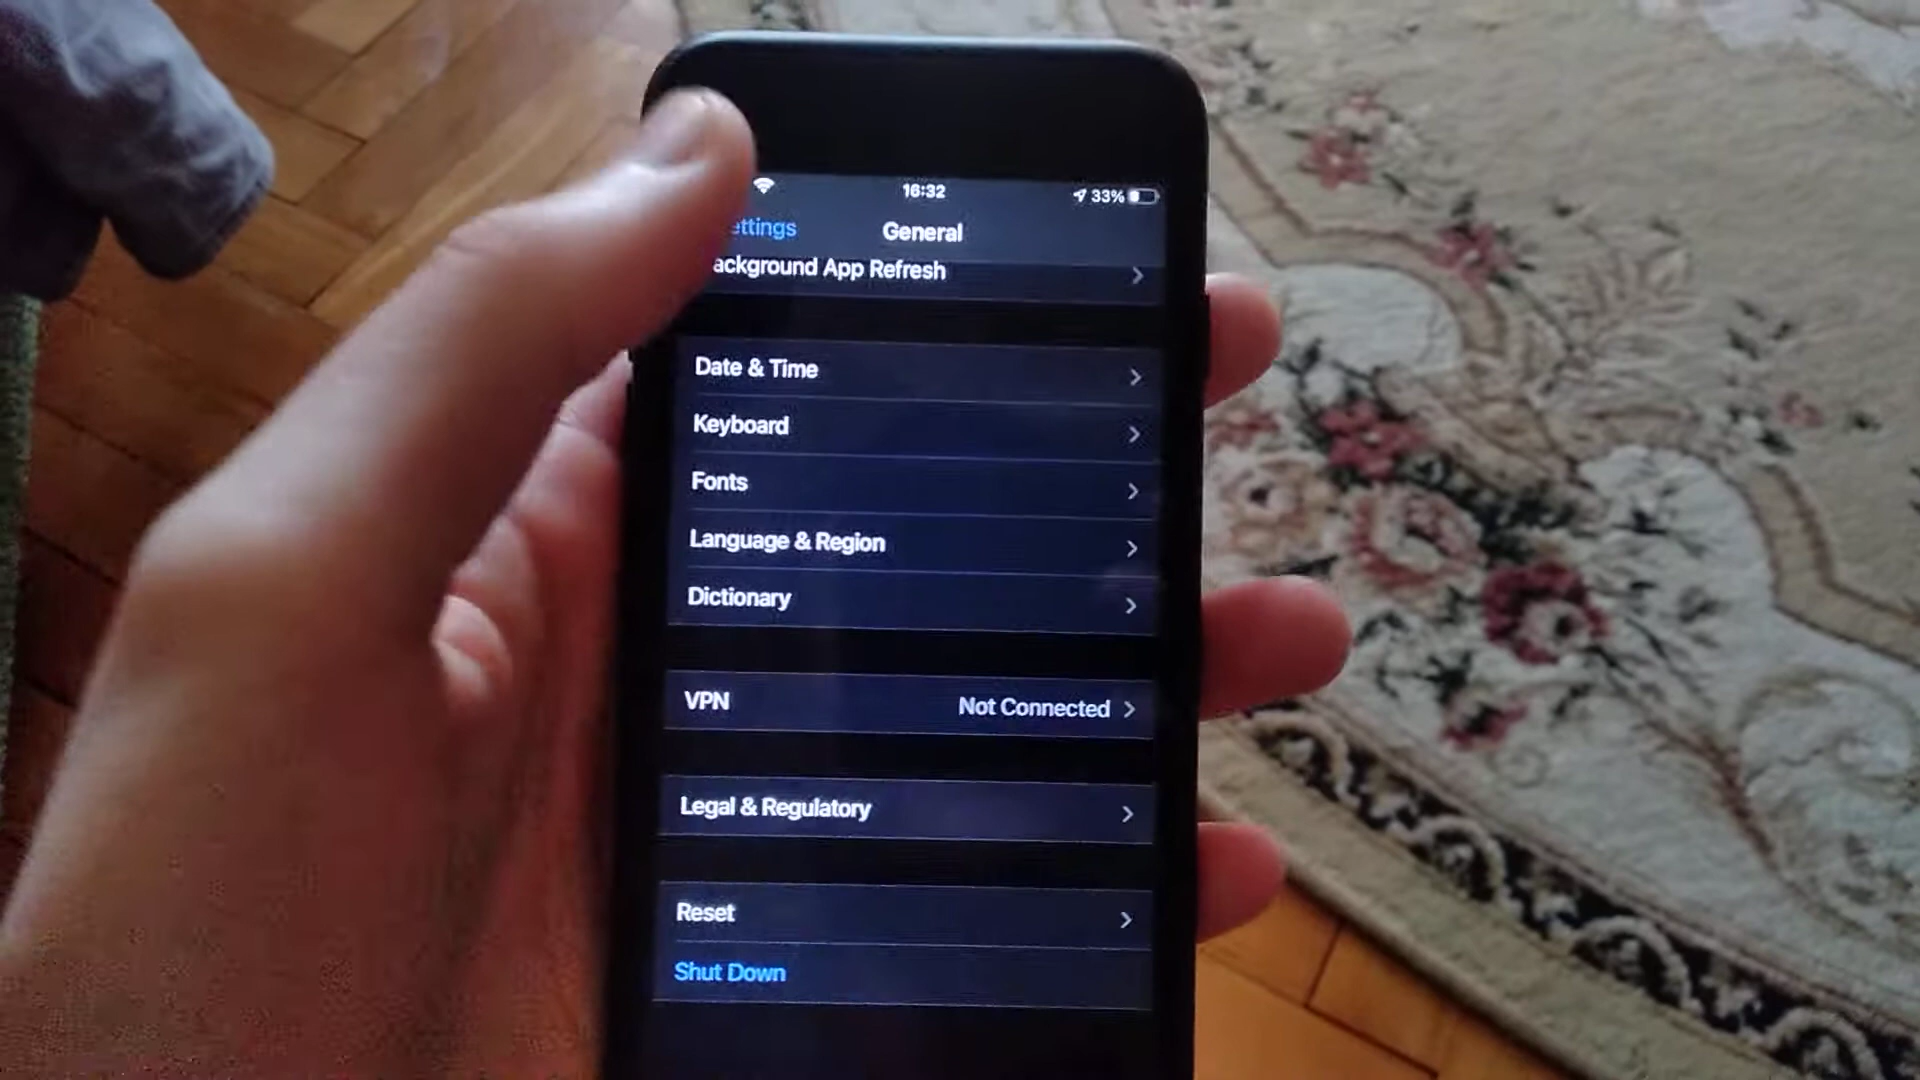 16:32
33%
ettings
General
ackground App Refresh
Date & Time
Keyboard
Fonts
Language & Region
Dictionary
VPN
Not Connected
Legal & Regulatory
Reset
Shut Down